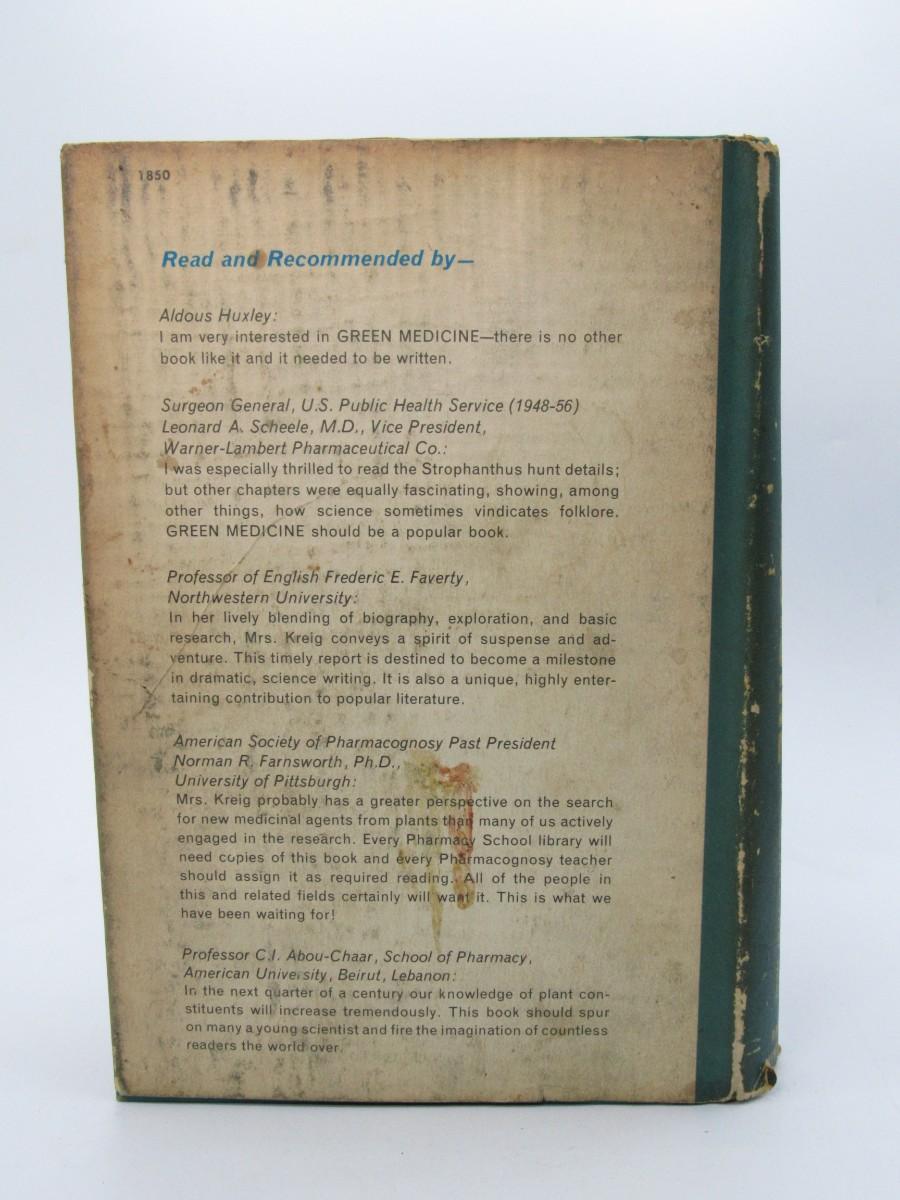 1850
Read and Recommended by—
Aldous Huxley:
I am very interested in GREEN MEDICINE—there is no other
book like it and it needed to be written.
Surgeon General, U.S. Public Health Service (1948-56)
Leonard A. Scheele, M.D., Vice President,
Warner-Lambert Pharmaceutical Co.:
I was especially thrilled to read the Strophanthus hunt details;
but other chapters were equally fascinating, showing, among
other things, how science sometimes vindicates folklore.
GREEN MEDICINE should be a popular book.
Professor of English Frederic E. Faverty,
Northwestern University:
In her lively blending of biography, exploration, and basic
research, Mrs. Kreig conveys a spirit of suspense and ad-
venture. This timely report is destined to become a milestone
in dramatic, science writing. It is also a unique, highly enter-
taining contribution to popular literature.
American Society of Pharmacognosy Past President
Norman R. Farnsworth, Ph.D.,
University of Pittsburgh:
Mrs. Kreig probably has a greater perspective on the search
for new medicinal agents from plants than many of us actively
engaged in the research. Every Pharmacy School library will
need copies of this book and every Pharmacognosy teacher
should assign it as required reading. All of the people in
this and related fields certainly will want it. This is what we
have been waiting for!
Professor C.I. Abou-Chaar, School of Pharmacy,
American University, Beirut, Lebanon:
In the next quarter of a century our knowledge of plant con-
stituents will increase tremendously. This book should spur
on many a young scientist and fire the imagination of countless
readers the world over.